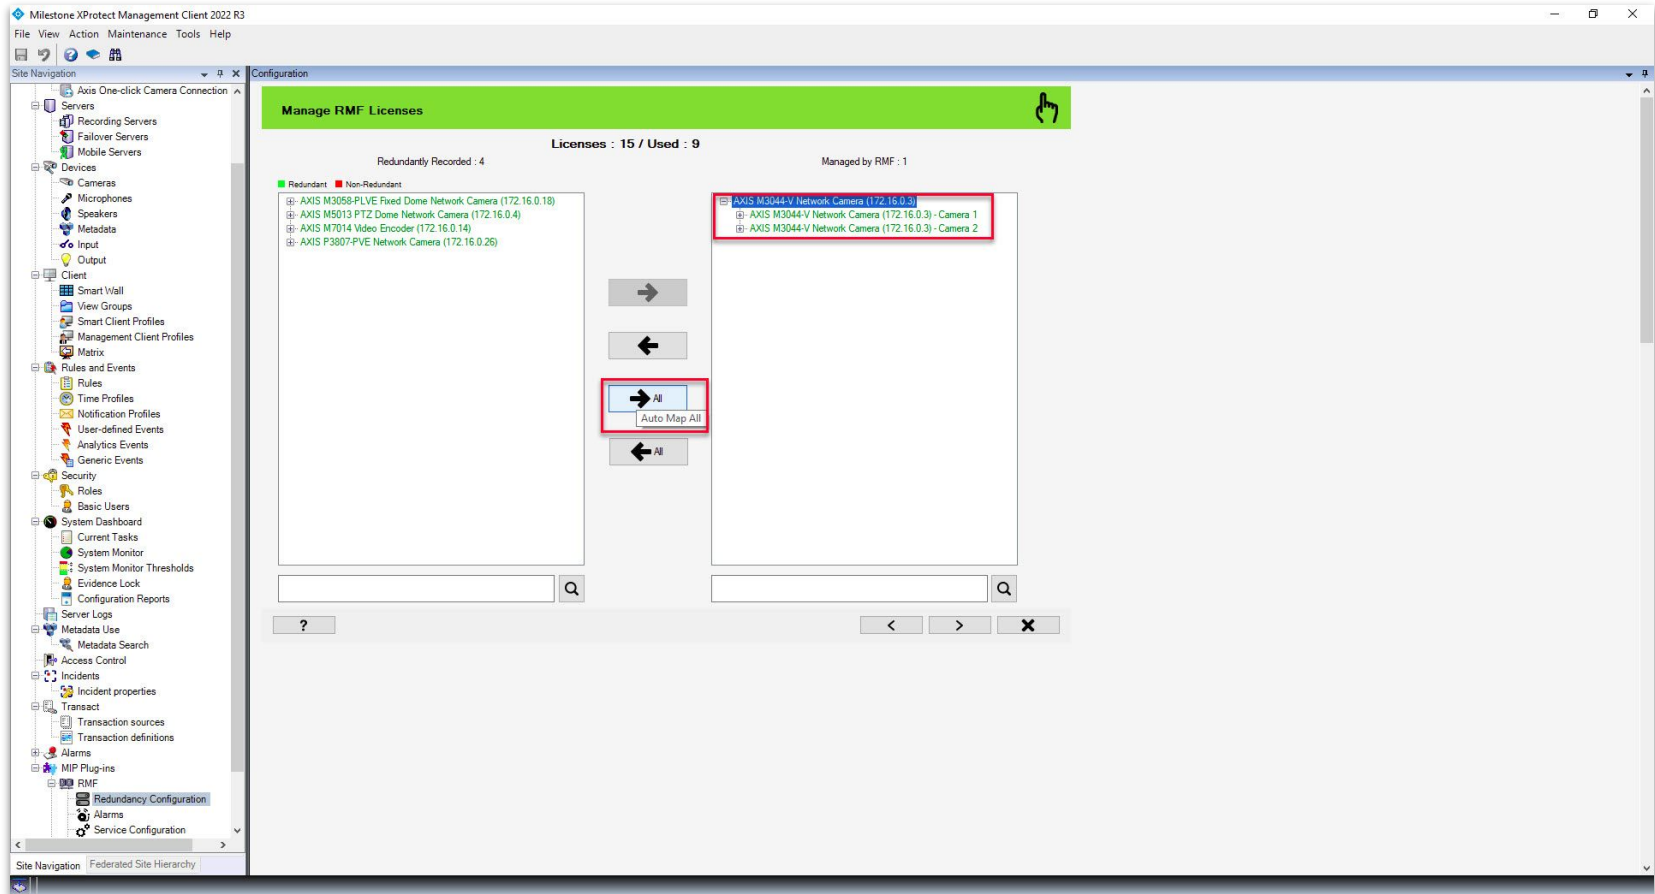 Milestone XProtect Management Client 2022 R3
File View Action Maintenance Tools Help
Site Navigation
Configuration
Axis One-click Camera Connection
Servers
Recording Servers
Failover Servers
Mobile Servers
Devices
Cameras
Microphones
Speakers
Metadata
Input
Output
Client
Smart Wall
View Groups
Smart Client Profiles
Management Client Profiles
Matrix
Rules and Events
Rules
Time Profiles
Notification Profiles
User-defined Events
Analytics Events
Generic Events
Security
Roles
Basic Users
System Dashboard
Current Tasks
System Monitor
System Monitor Thresholds
Evidence Lock
Configuration Reports
Server Logs
Metadata Use
Metadata Search
Access Control
Incidents
Incident properties
Transact
Transaction sources
Transaction definitions
Alarms
MIP Plug-ins
RMF
Redundancy Configuration
Alarms
Service Configuration
Site Navigation Federated Site Hierarchy
Manage RMF Licenses
Licenses : 15 / Used : 9
Redundantly Recorded : 4
Managed by RMF : 1
Redundant Non-Redundant
AXIS M3058-PLVE Fixed Dome Network Camera (172.16.0.18)
AXIS M5013 PTZ Dome Network Camera (172.16.0.4)
AXIS M7014 Video Encoder (172.16.0.14)
AXIS P3807-PVE Network Camera (172.16.0.26)
AXIS M3044-V Network Camera (172.16.0.3)
AXIS M3044-V Network Camera (172.16.0.3) - Camera 1
AXIS M3044-V Network Camera (172.16.0.3) - Camera 2
All
Auto Map All
All
?